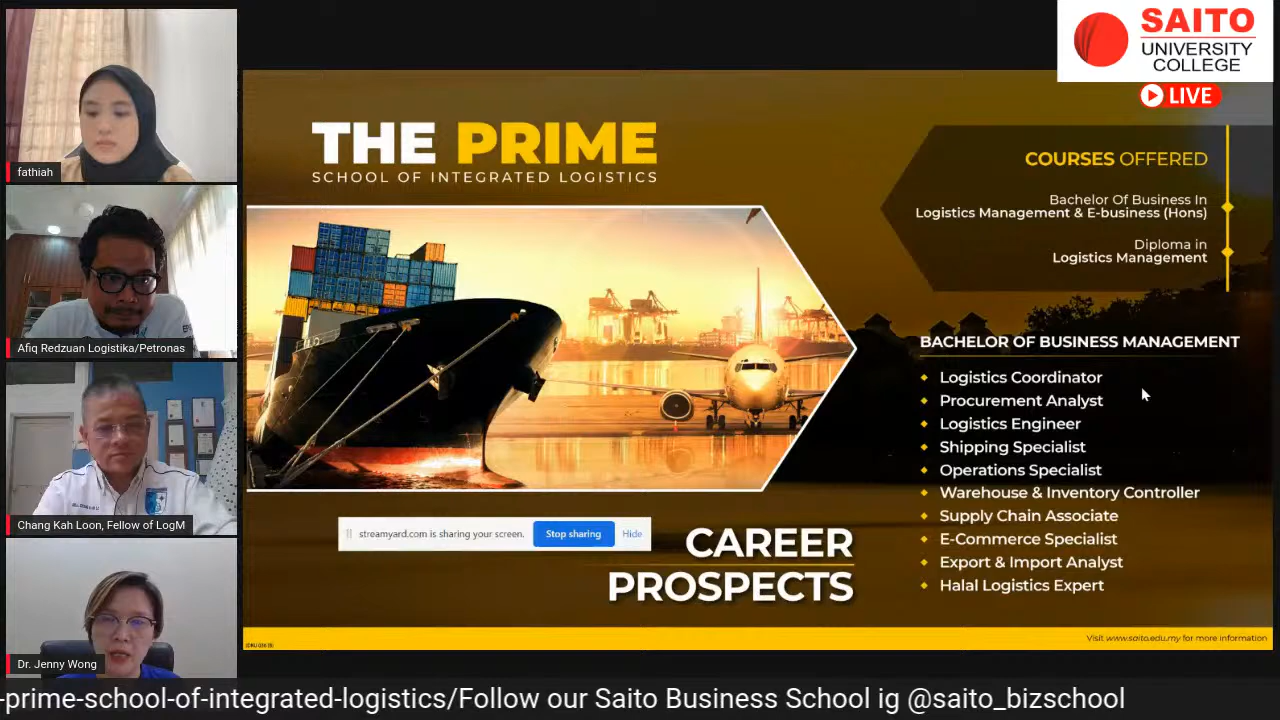 SAITO
UNIVERSITY
COLLEGE
LIVE
fathiah
Afiq Redzuan Logistika/Petronas
Chang Kah Loon, Fellow of LogM
Dr. Jenny Wong
THE PRIME
SCHOOL OF INTEGRATED LOGISTICS
COURSES OFFERED
Bachelor Of Business In
Logistics Management & E-business (Hons)
Diploma in
Logistics Management
BACHELOR OF BUSINESS MANAGEMENT
Logistics Coordinator
Procurement Analyst
Logistics Engineer
Shipping Specialist
Operations Specialist
Warehouse & Inventory Controller
Supply Chain Associate
E-Commerce Specialist
Export & Import Analyst
Halal Logistics Expert
streamyard.com is sharing your screen. Stop sharing Hide
CAREER
PROSPECTS
Visit www.saito.edu.my for more information
-prime-school-of-integrated-logistics/Follow our Saito Business School ig @saito_bizschool